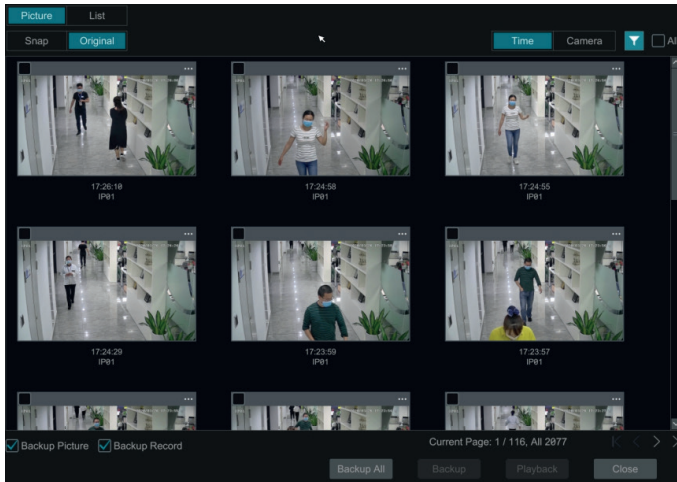 Picture List
Snap Original Time Camera Al
17:26:10 17:24:58 17:24:55
IP01 IP01 IP01
17:24:29 17:23:59 17:23:57
IP01 IP01 IP01
Backup Picture Backup Record Current Page: 1 / 116, All 2077
Backup All Backup Playback Close